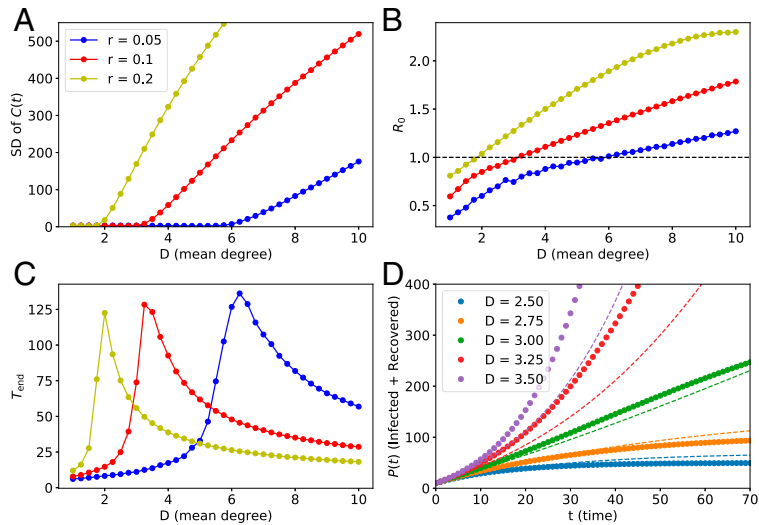 A
500
400
300
200
100
0
SD of C(t)
r = 0.05
r = 0.1
r = 0.2
2
4
6
8
10
D (mean degree)
B
2.0
1.5
1.0
0.5
R0
2
4
6
8
10
D (mean degree)
C
125
100
75
50
25
0
Tend
2
4
6
8
10
D (mean degree)
D
400
300
200
100
0
P(t) (Infected + Recovered)
D = 2.50
D = 2.75
D = 3.00
D = 3.25
D = 3.50
0
10
20
30
40
50
60
70
t (time)